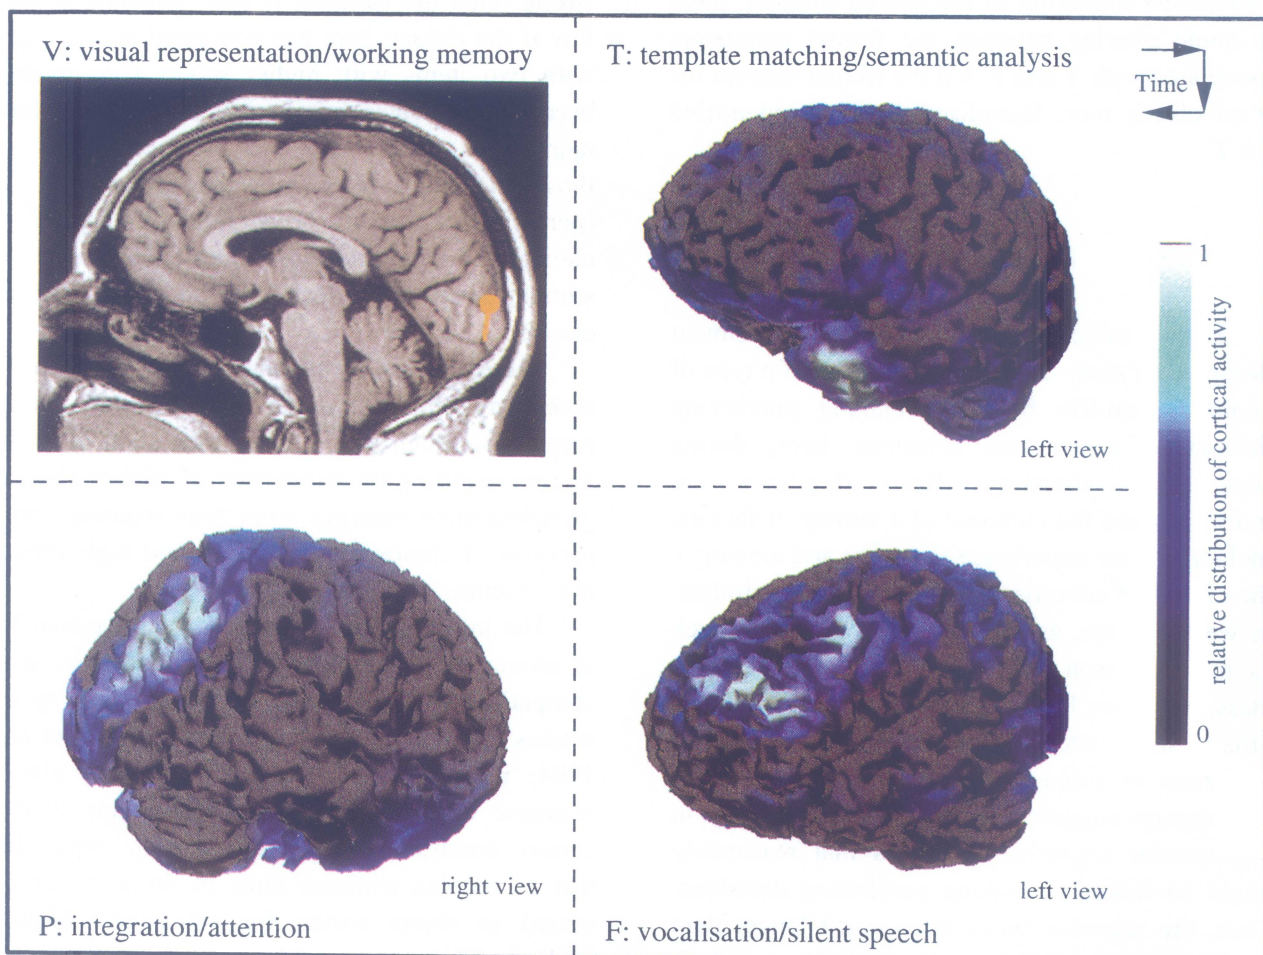 V: visual representation/working memory
T: template matching/semantic analysis
Time
left view
1
relative distribution of cortical activity
0
right view
left view
P: integration/attention
F: vocalisation/silent speech